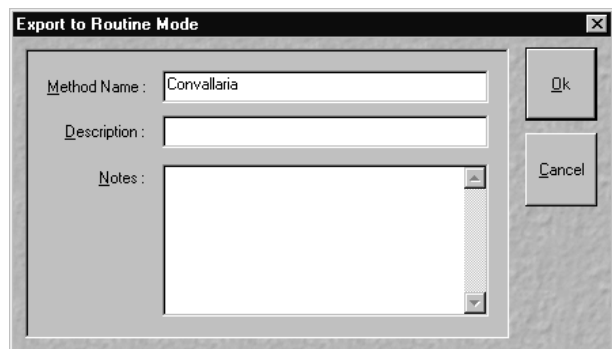 Export to Routine Mode
Method Name :
Convallaria
Description :
Notes :
Ok
Cancel